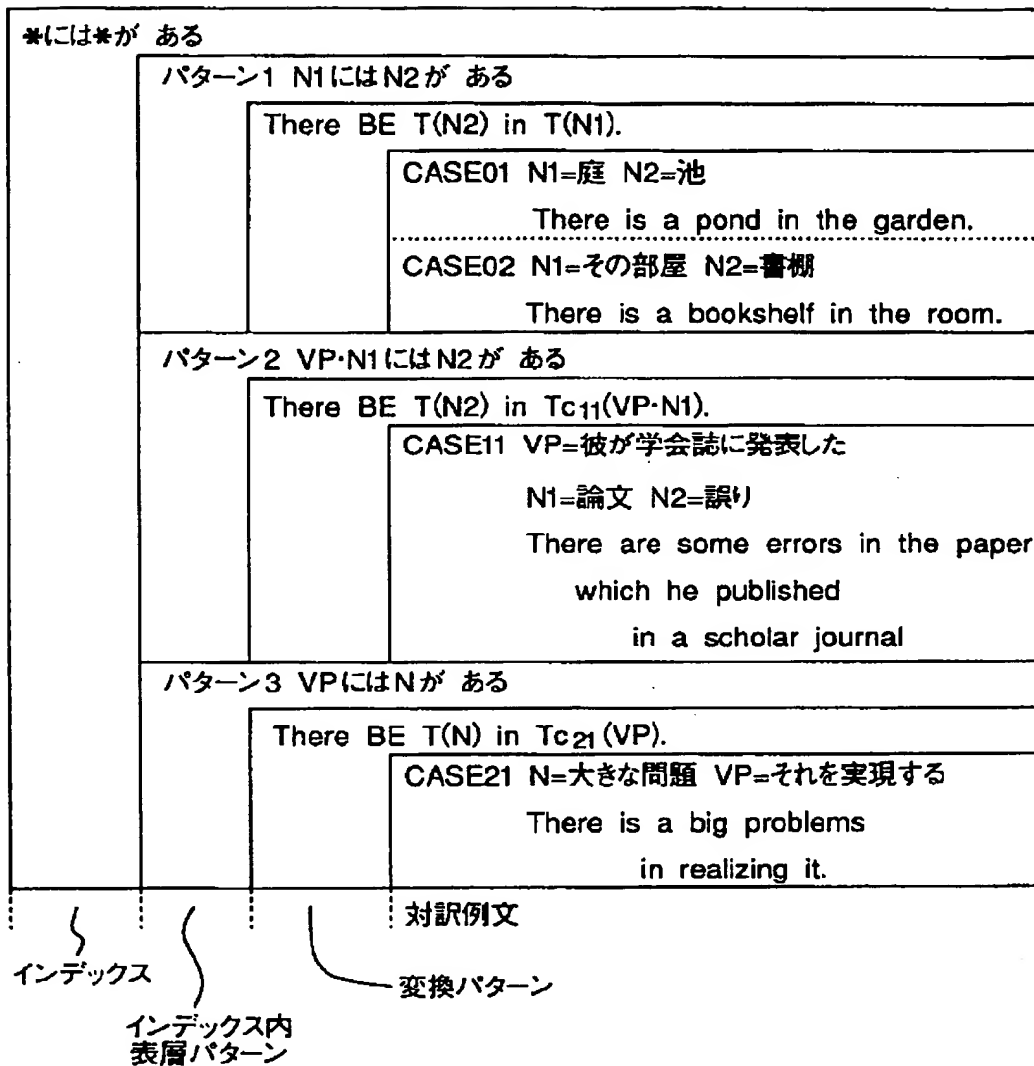 *には*が ある
パターン1 N1にはN2が ある
There BE T(N2) in T(N1).
CASE01 N1=庭 N2=池
There is a pond in the garden.
CASE02 N1=その部屋 N2=書棚
There is a bookshelf in the room.
パターン2 VP·N1にはN2が ある
There BE T(N2) in Tc11(VP·N1).
CASE11 VP=彼が学会誌に発表した
N1=論文 N2=誤り
There are some errors in the paper
which he published
in a scholar journal
パターン3 VPにはNが ある
There BE T(N) in Tc21(VP).
CASE21 N=大きな問題 VP=それを実現する
There is a big problems
in realizing it.
対訳例文
インデックス
変換パターン
インデックス内
表層パターン